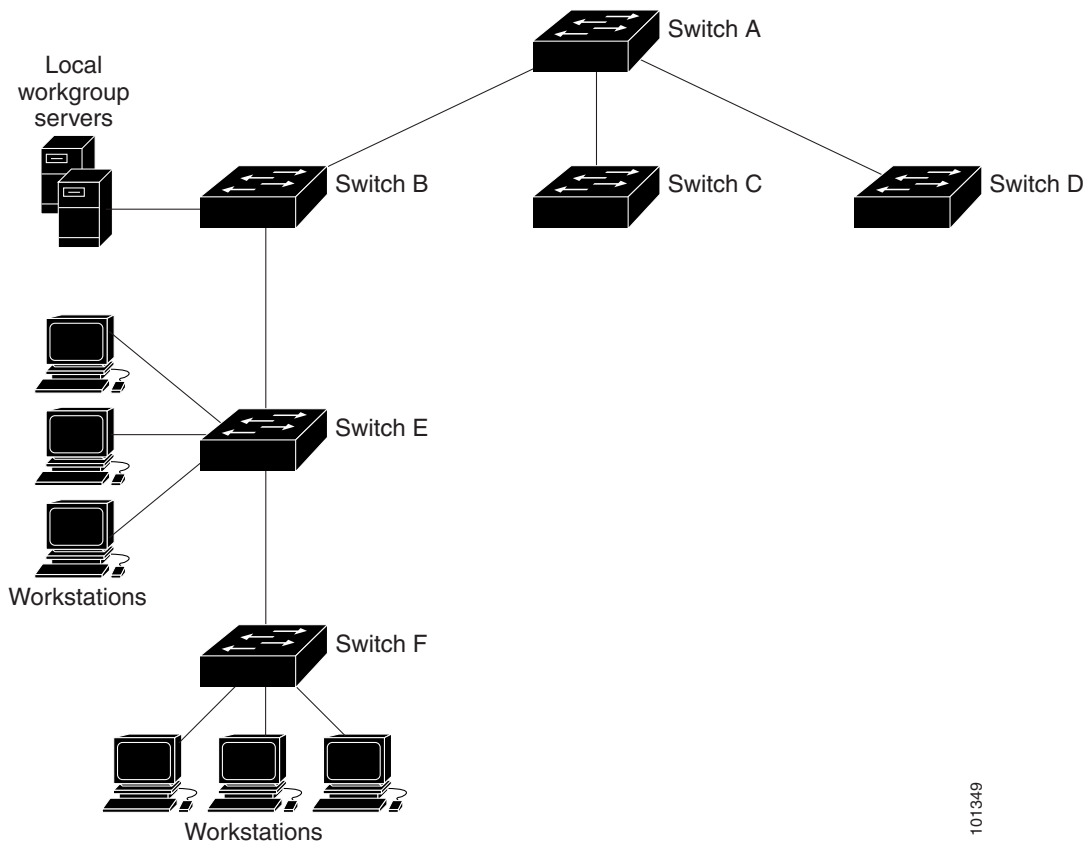 Switch A
Local
workgroup
servers
Switch B
Switch C
Switch D
Switch E
Workstations
Switch F
Workstations
101349